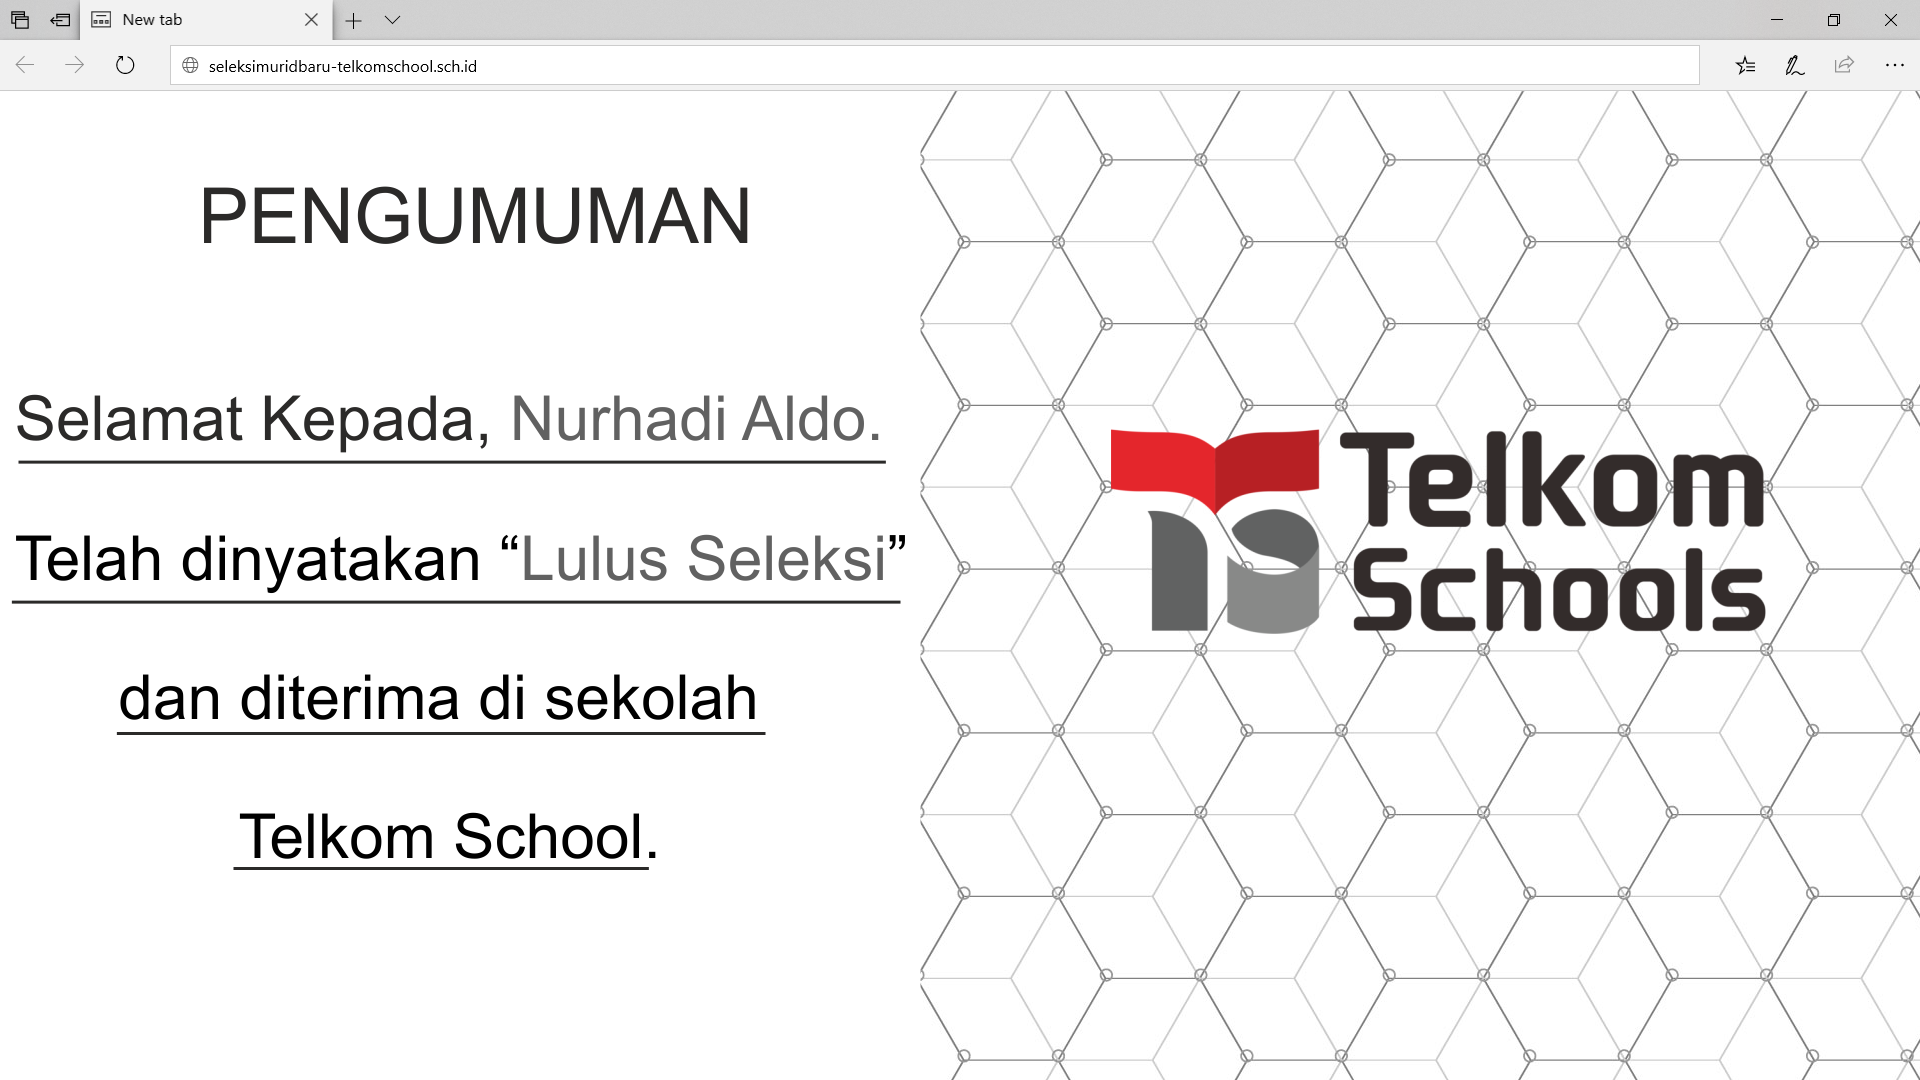 New tab
seleksimuridbaru-telkomschool.sch.id
PENGUMUMAN
Selamat Kepada, Nurhadi Aldo.
Telah dinyatakan “Lulus Seleksi”
dan diterima di sekolah
Telkom School.
Telkom
Schools